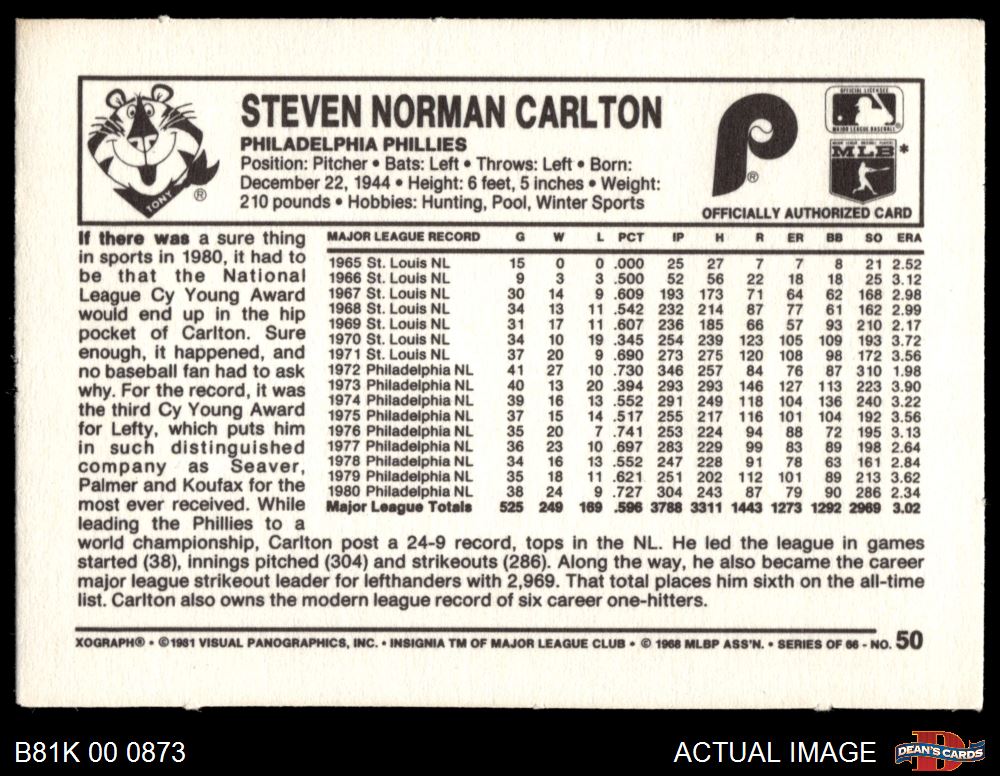 TONY
®
STEVEN NORMAN CARLTON
PHILADELPHIA PHILLIES
Position: Pitcher • Bats: Left • Throws: Left • Born:
December 22, 1944 • Height: 6 feet, 5 inches • Weight:
210 pounds • Hobbies: Hunting, Pool, Winter Sports
®
OFFICIAL LICENSEE
MAJOR LEAGUE BASEBALL
MLB *
OFFICIALLY AUTHORIZED CARD
If there was a sure thing
in sports in 1980, it had to
be that the National
League Cy Young Award
would end up in the hip
pocket of Carlton. Sure
enough, it happened, and
no baseball fan had to ask
why. For the record, it was
the third Cy Young Award
for Lefty, which puts him
in such distinguished
company as Seaver,
Palmer and Koufax for the
most ever received. While
leading the Phillies to a
world championship, Carlton post a 24-9 record, tops in the NL. He led the league in games
started (38), innings pitched (304) and strikeouts (286). Along the way, he also became the career
major league strikeout leader for lefthanders with 2,969. That total places him sixth on the all-time
list. Carlton also owns the modern league record of six career one-hitters.
MAJOR LEAGUE RECORD G W L PCT IP H R ER BB SO ERA
1965 St. Louis NL 15 0 0 .000 25 27 7 7 8 21 2.52
1966 St. Louis NL 9 3 3 .500 52 56 22 18 18 25 3.12
1967 St. Louis NL 30 14 9 .609 193 173 71 64 62 168 2.98
1968 St. Louis NL 34 13 11 .542 232 214 87 77 61 162 2.99
1969 St. Louis NL 31 17 11 .607 236 185 66 57 93 210 2.17
1970 St. Louis NL 34 10 19 .345 254 239 123 105 109 193 3.72
1971 St. Louis NL 37 20 9 .690 273 275 120 108 98 172 3.56
1972 Philadelphia NL 41 27 10 .730 346 257 84 76 87 310 1.98
1973 Philadelphia NL 40 13 20 .394 293 293 146 127 113 223 3.90
1974 Philadelphia NL 39 16 13 .552 291 249 118 104 136 240 3.22
1975 Philadelphia NL 37 15 14 .517 255 217 116 101 104 192 3.56
1976 Philadelphia NL 35 20 7 .741 253 224 94 88 72 195 3.13
1977 Philadelphia NL 36 23 10 .697 283 229 99 83 89 198 2.64
1978 Philadelphia NL 34 16 13 .552 247 228 91 78 63 161 2.84
1979 Philadelphia NL 35 18 11 .621 251 202 112 101 89 213 3.62
1980 Philadelphia NL 38 24 9 .727 304 243 87 79 90 286 2.34
Major League Totals 525 249 169 .596 3788 3311 1443 1273 1292 2969 3.02
XOGRAPH® • ©1981 VISUAL PANOGRAPHICS, INC. • INSIGNIA TM OF MAJOR LEAGUE CLUB • © 1968 MLBP ASS'N. • SERIES OF 66 - NO. 50
B81K 00 0873
ACTUAL IMAGE
DEAN'S CARDS